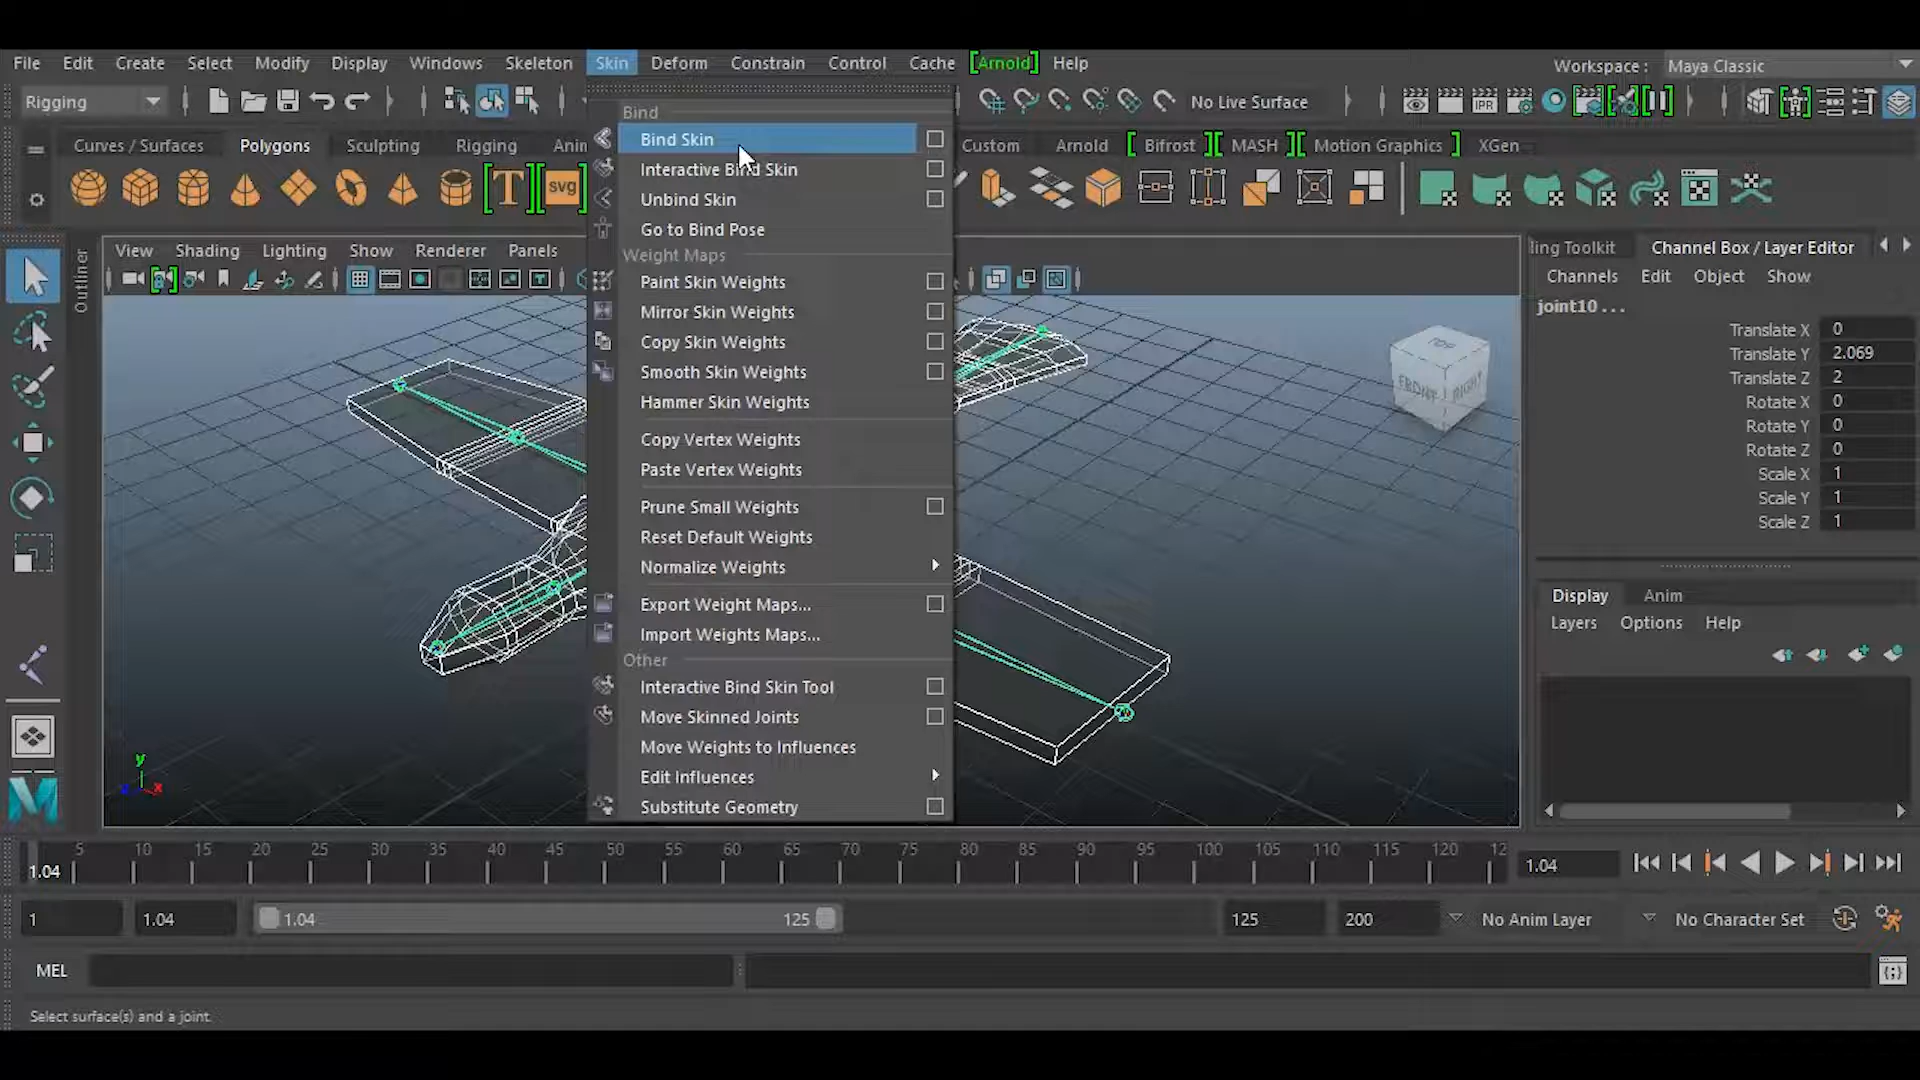 File Edit Create Select Modify Display Windows Skeleton Skin Deform Constrain Control Cache [Arnold] Help
Workspace : Maya Classic
Rigging
No Live Surface
IPR
Curves / Surfaces Polygons Sculpting Rigging Ani
Custom Arnold [ Bifrost ][ MASH ][ Motion Graphics ] XGen
T svg
Bind
Bind Skin
Interactive Bind Skin
Unbind Skin
Go to Bind Pose
Weight Maps
Paint Skin Weights
Mirror Skin Weights
Copy Skin Weights
Smooth Skin Weights
Hammer Skin Weights
Copy Vertex Weights
Paste Vertex Weights
Prune Small Weights
Reset Default Weights
Normalize Weights
Export Weight Maps...
Import Weights Maps...
Other
Interactive Bind Skin Tool
Move Skinned Joints
Move Weights to Influences
Edit Influences
Substitute Geometry
Outliner
View Shading Lighting Show Renderer Panels
TOP
FRONT RIGHT
y
x
ling Toolkit Channel Box / Layer Editor
Channels Edit Object Show
joint10 ...
Translate X 0
Translate Y 2.069
Translate Z 2
Rotate X 0
Rotate Y 0
Rotate Z 0
Scale X 1
Scale Y 1
Scale Z 1
Display Anim
Layers Options Help
5 10 15 20 25 30 35 40 45 50 55 60 65 70 75 80 85 90 95 100 105 110 115 120 12
1.04
1.04
1 1.04 1.04 125 125 200 No Anim Layer No Character Set
MEL
Select surface(s) and a joint.